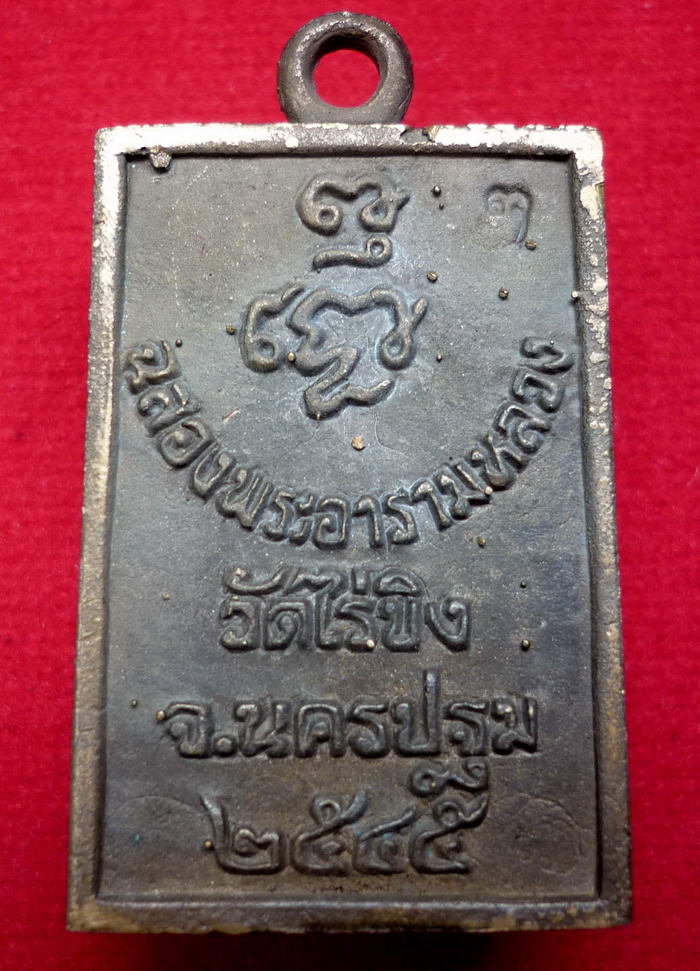 ฉลองพระอารามหลวง
วัดไร่ขิง
จ.นครปฐม
๒๕๔๕